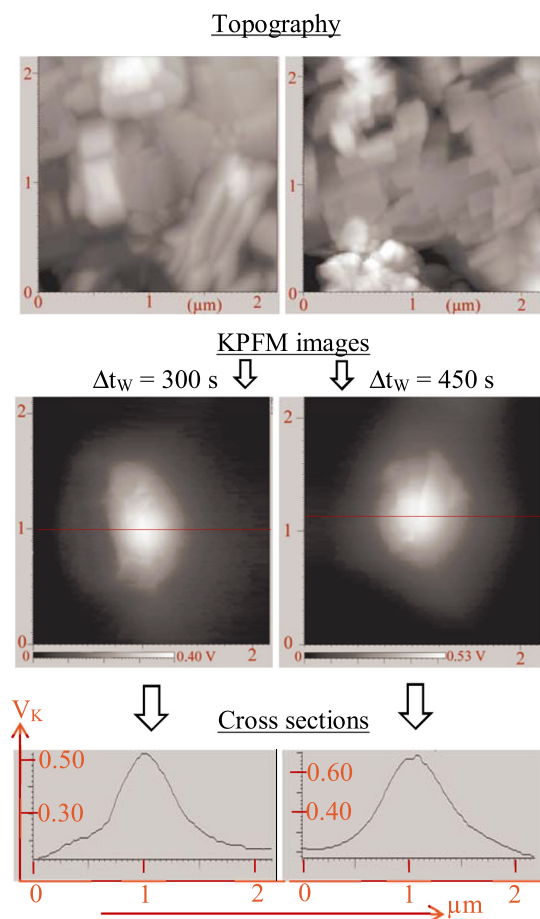 Topography
2
1
0
0 1 (µm) 2
2
1
0
0 1 (µm) 2
KPFM images
ΔtW = 300 s
ΔtW = 450 s
2
1
0
0 0.40 V 2
2
1
0
0 0.53 V 2
VK
Cross sections
0.50
0.30
0.60
0.40
0 1 2
0 1 2
µm